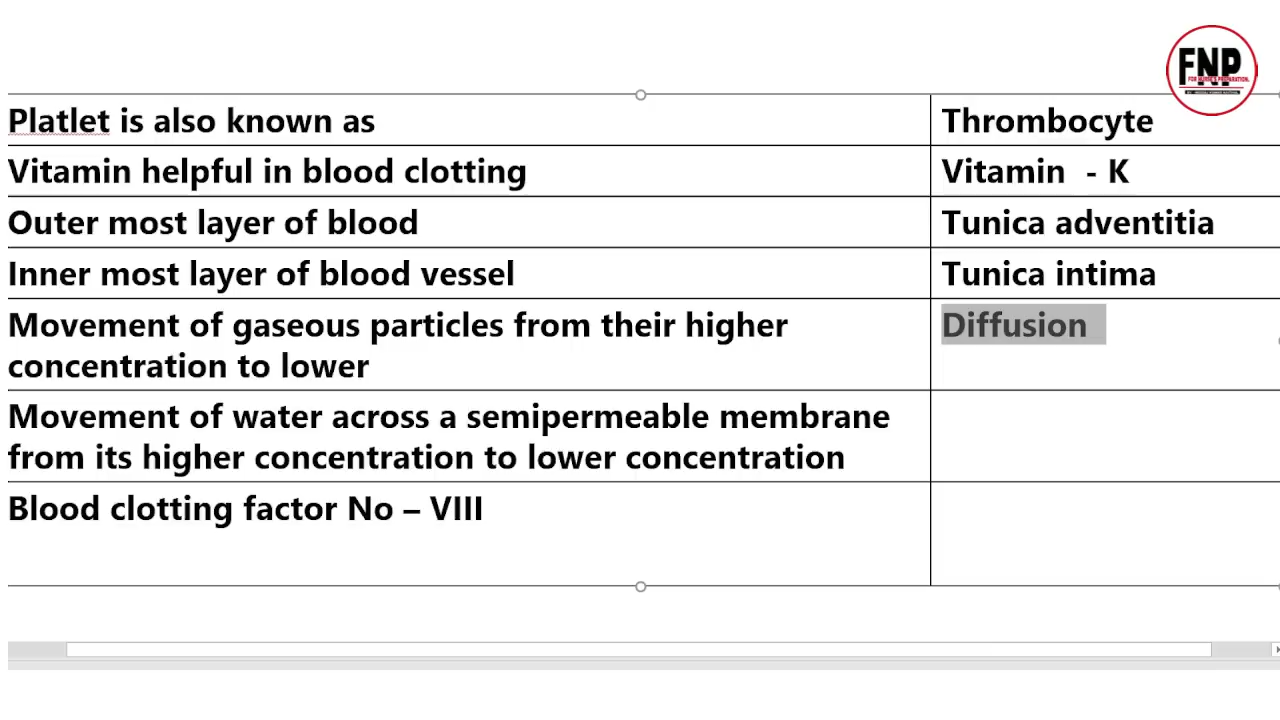 FNP
FOR NURSE'S PREPARATION.
Platlet is also known as
Thrombocyte
Vitamin helpful in blood clotting
Vitamin - K
Outer most layer of blood
Tunica adventitia
Inner most layer of blood vessel
Tunica intima
Movement of gaseous particles from their higher
concentration to lower
Diffusion
Movement of water across a semipermeable membrane
from its higher concentration to lower concentration
Blood clotting factor No – VIII